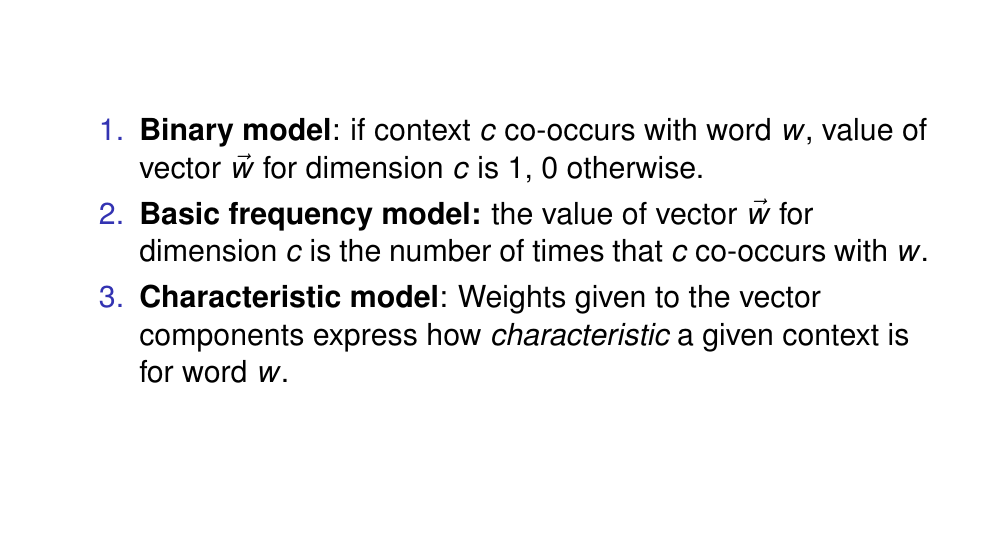 1. Binary model: if context c co-occurs with word w, value of
vector w⃗ for dimension c is 1, 0 otherwise.
2. Basic frequency model: the value of vector w⃗ for
dimension c is the number of times that c co-occurs with w.
3. Characteristic model: Weights given to the vector
components express how characteristic a given context is
for word w.